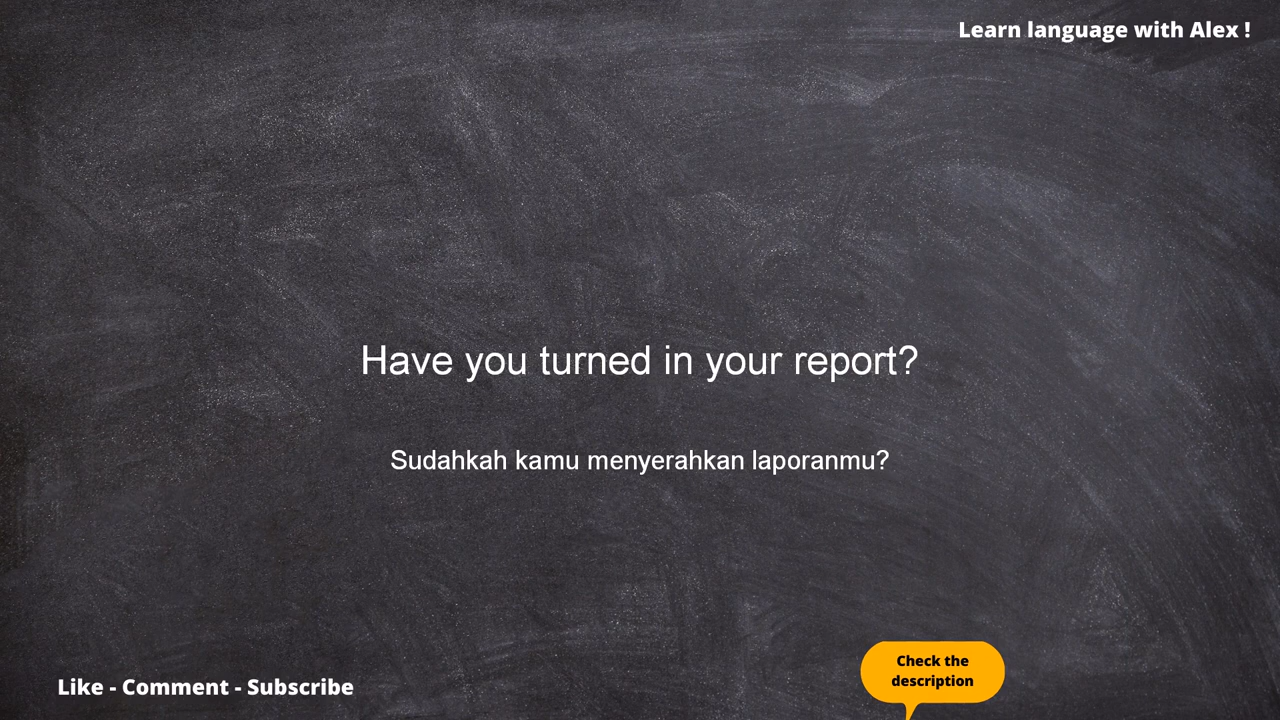 Learn language with Alex !
Have you turned in your report?
Sudahkah kamu menyerahkan laporanmu?
Like - Comment - Subscribe
Check the
description